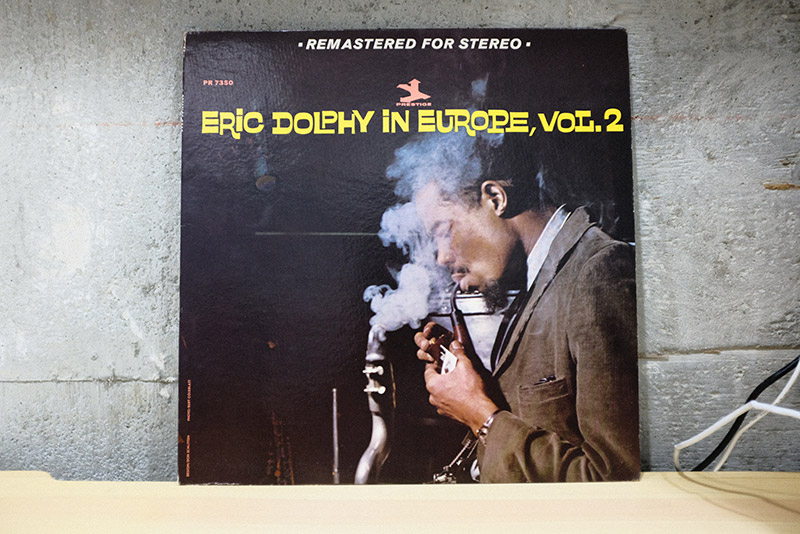 ▪ REMASTERED FOR STEREO ▪
PR 7350
PRESTIGE
ERIC DOLPHY IN EUROPE, VOL. 2